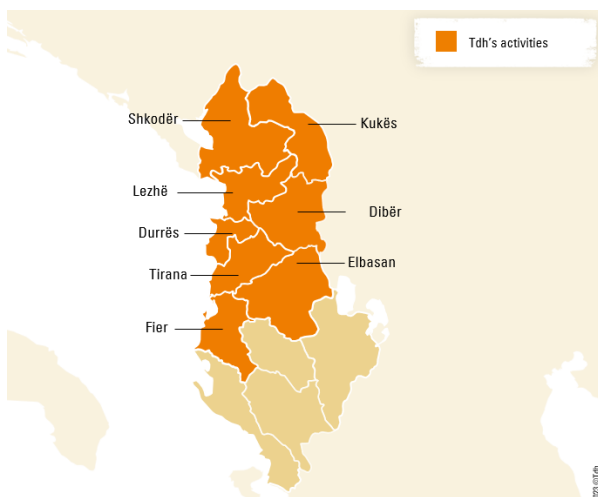 Tdh's activities
Shkodër
Kukës
Lezhë
Dibër
Durrës
Elbasan
Tirana
Fier